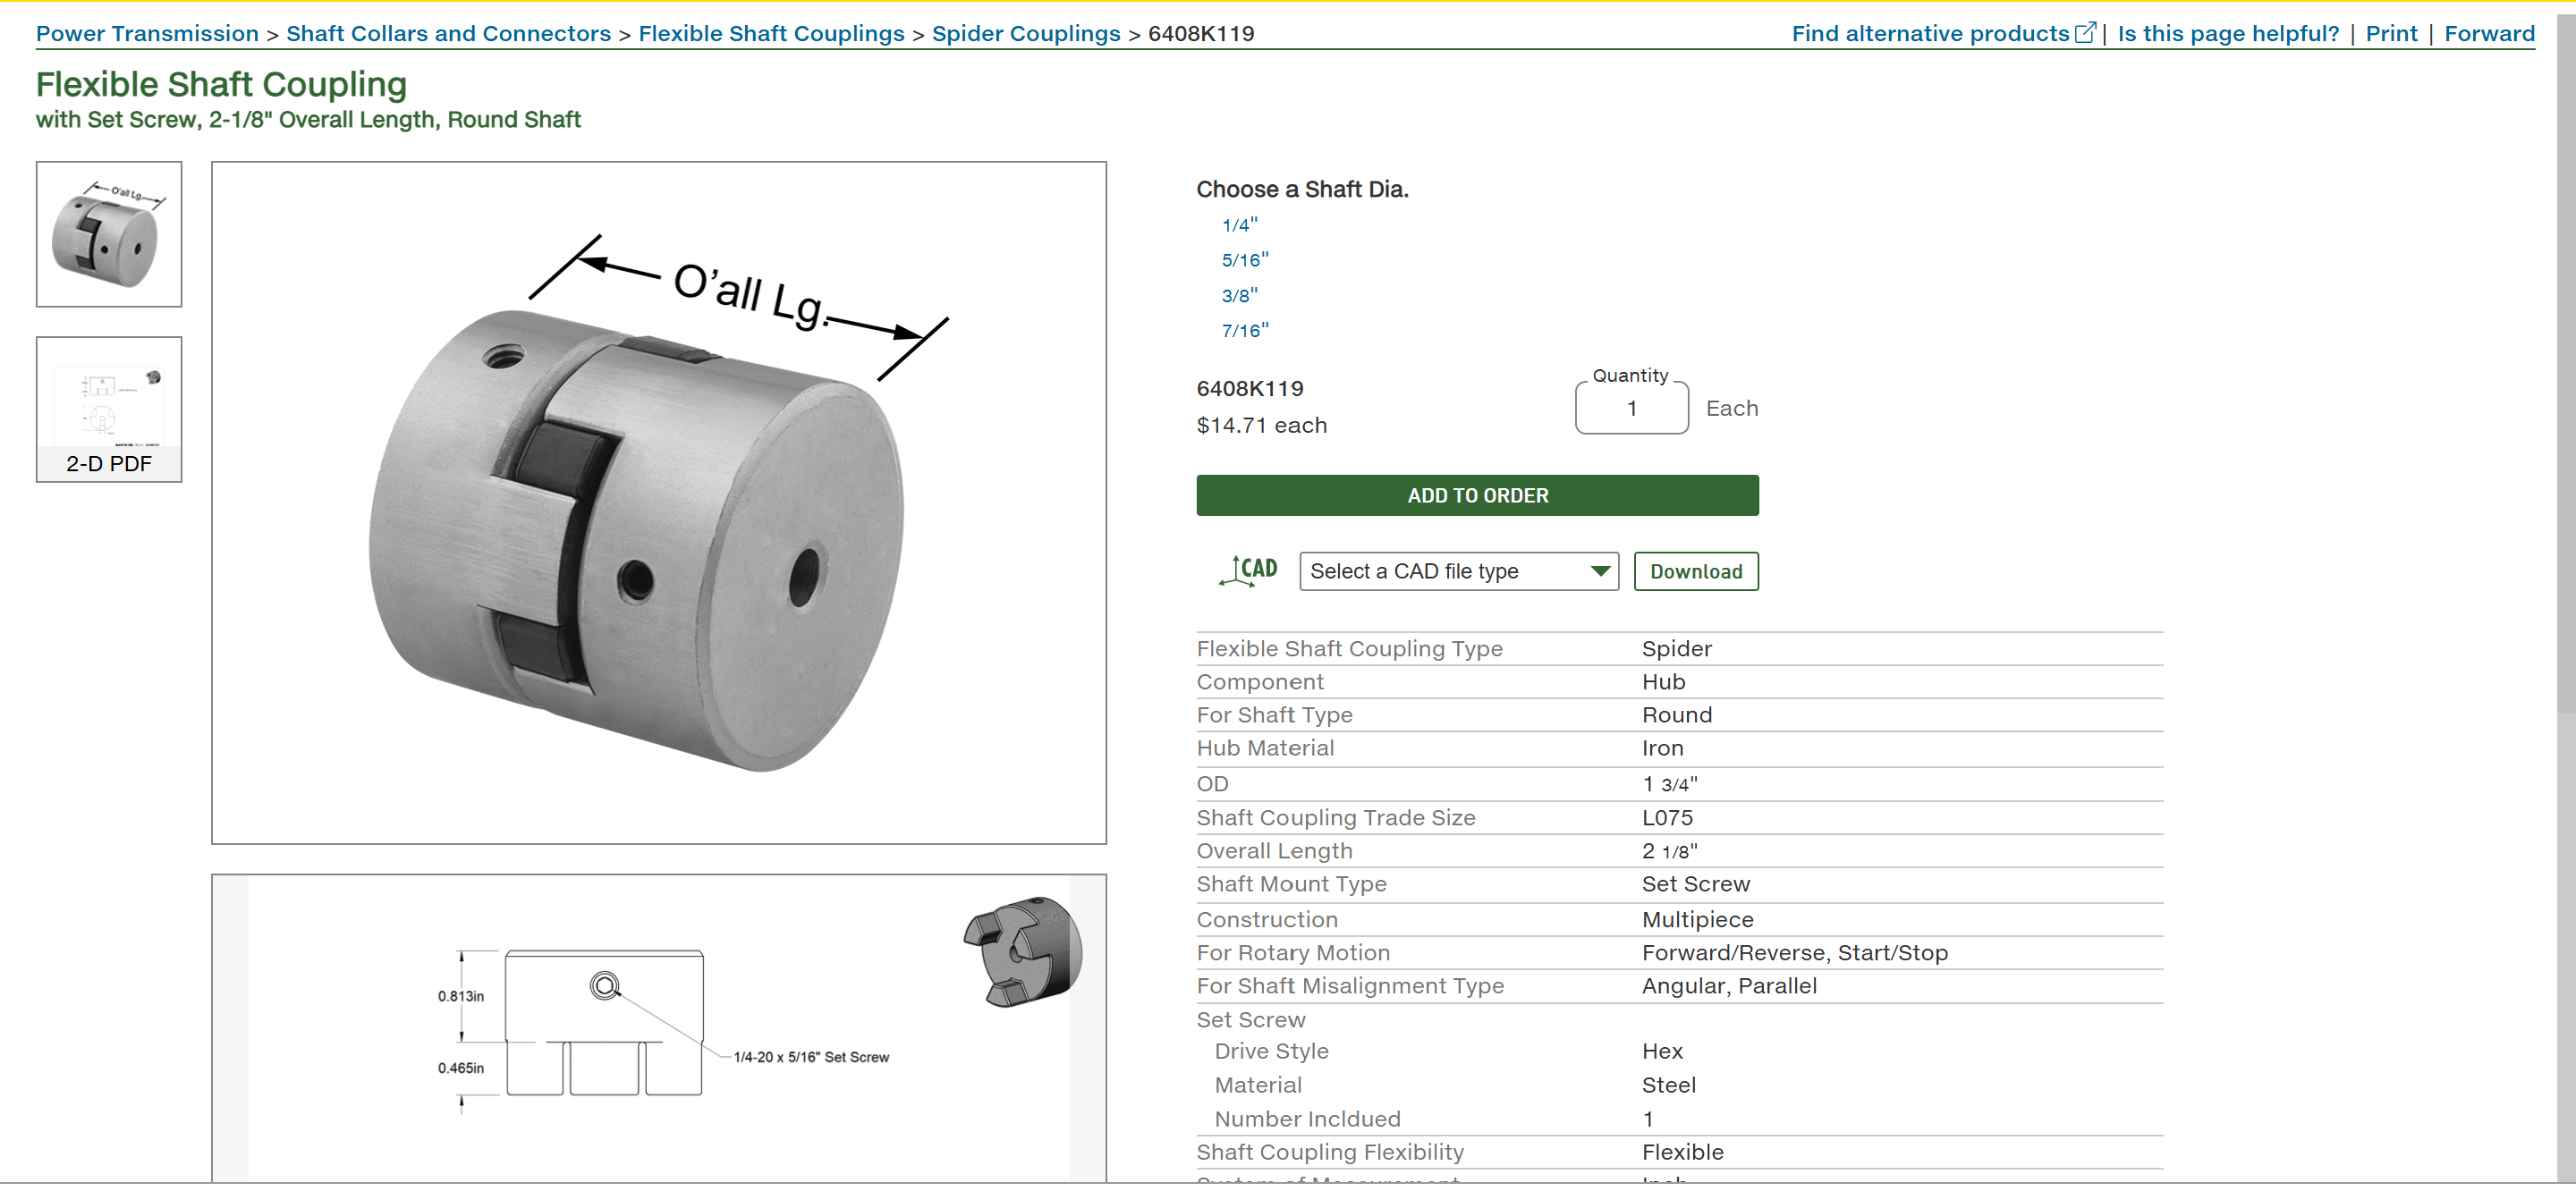 Power Transmission > Shaft Collars and Connectors > Flexible Shaft Couplings > Spider Couplings > 6408K119
Find alternative products | Is this page helpful? | Print | Forward
Flexible Shaft Coupling
with Set Screw, 2-1/8" Overall Length, Round Shaft
O'all Lg.
2-D PDF
O'all Lg.
0.813in
0.465in
1/4-20 x 5/16" Set Screw
Choose a Shaft Dia.
1/4"
5/16"
3/8"
7/16"
6408K119
$14.71 each
Quantity
1
Each
ADD TO ORDER
CAD
Select a CAD file type
Download
Flexible Shaft Coupling Type Spider
Component Hub
For Shaft Type Round
Hub Material Iron
OD 1 3/4"
Shaft Coupling Trade Size L075
Overall Length 2 1/8"
Shaft Mount Type Set Screw
Construction Multipiece
For Rotary Motion Forward/Reverse, Start/Stop
For Shaft Misalignment Type Angular, Parallel
Set Screw
Drive Style Hex
Material Steel
Number Incldued 1
Shaft Coupling Flexibility Flexible